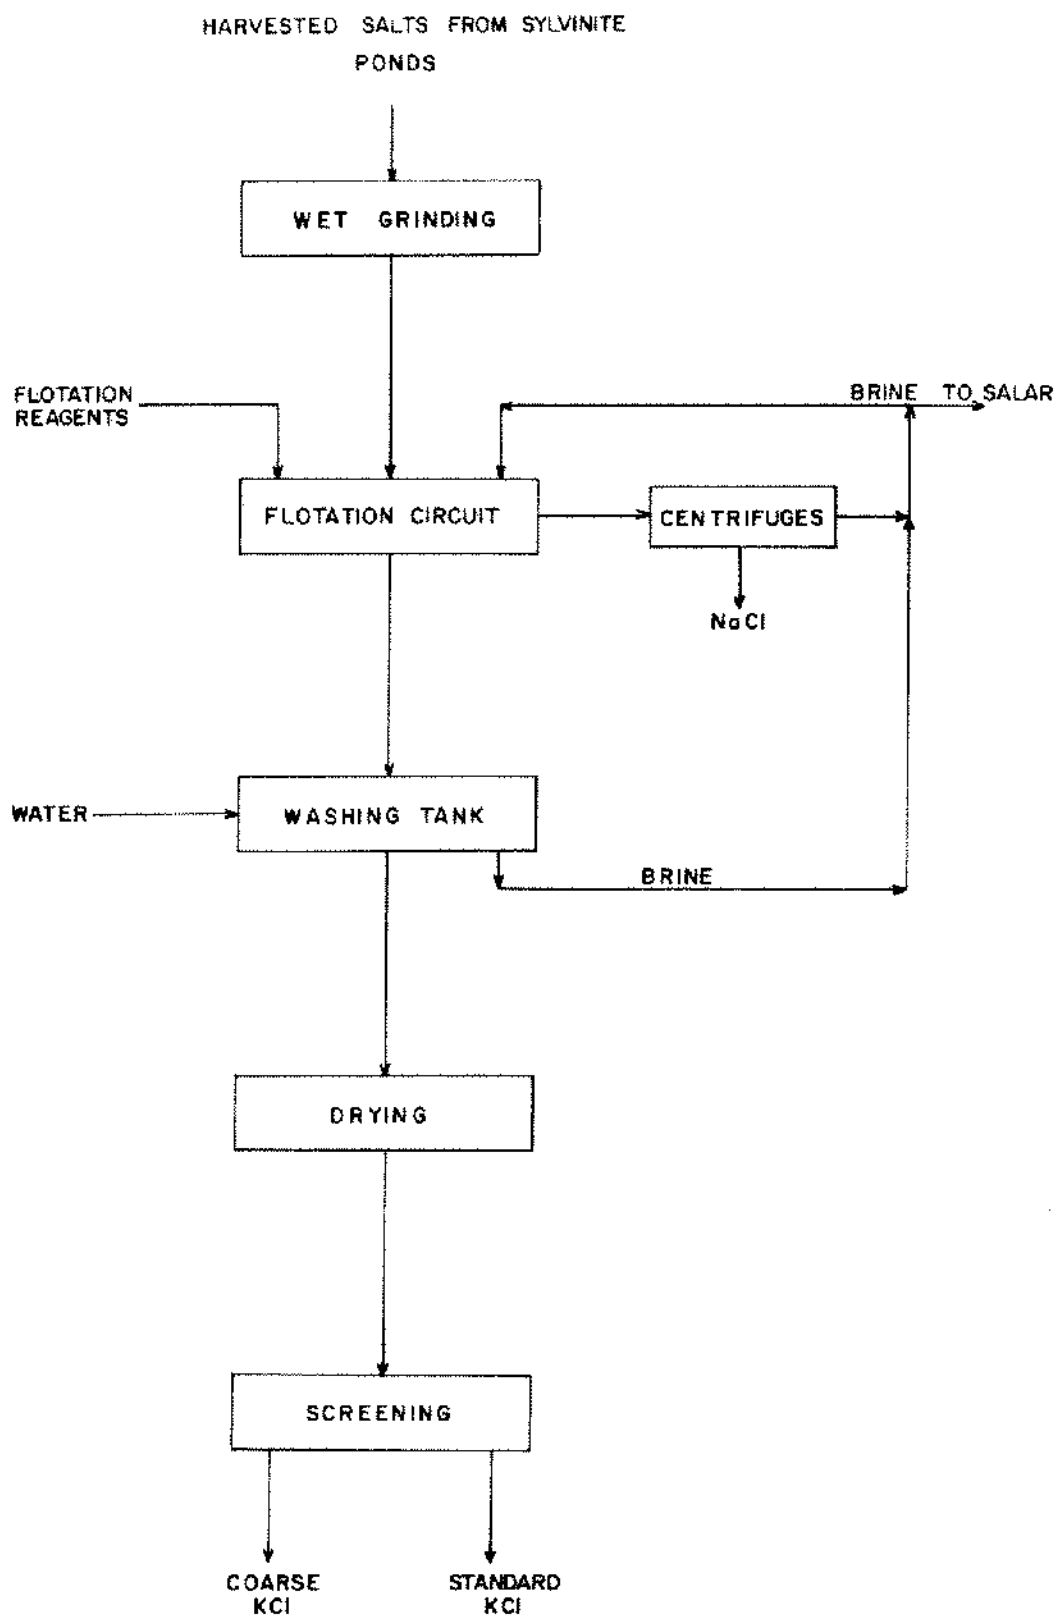 HARVESTED SALTS FROM SYLVINITE
PONDS
WET GRINDING
FLOTATION
REAGENTS
BRINE TO SALAR
FLOTATION CIRCUIT
CENTRIFUGES
NaCl
WATER
WASHING TANK
BRINE
DRYING
SCREENING
COARSE
KCl
STANDARD
KCl